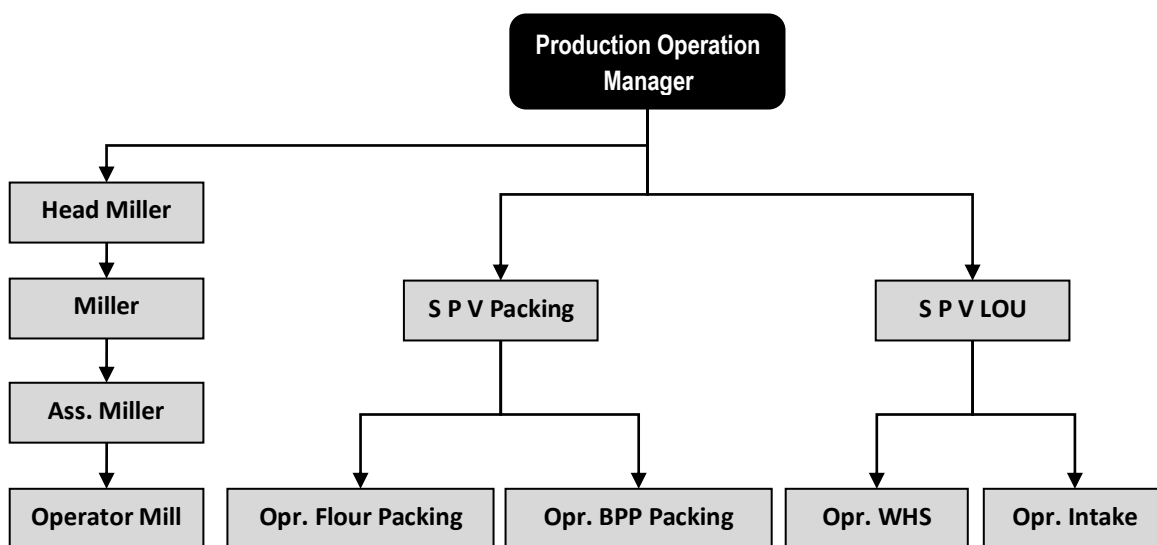 Production Operation
Manager
Head Miller
Miller
S P V Packing
S P V LOU
Ass. Miller
Operator Mill
Opr. Flour Packing
Opr. BPP Packing
Opr. WHS
Opr. Intake